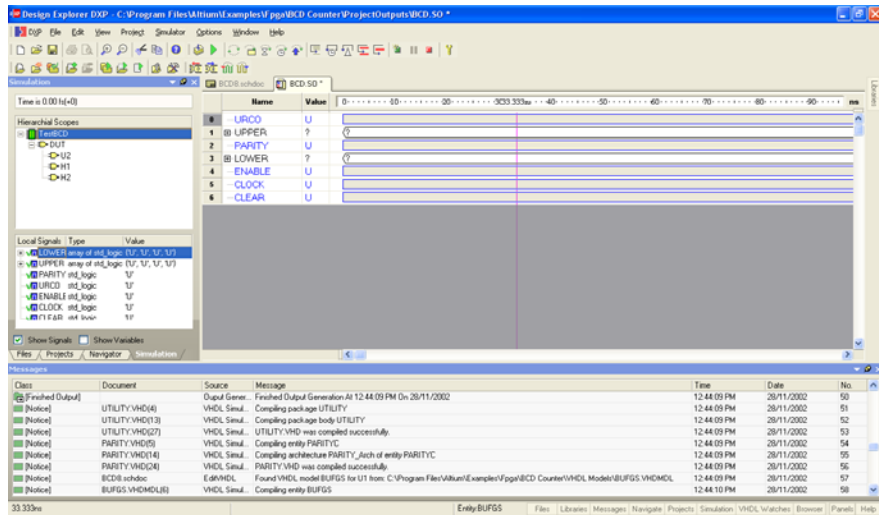 Design Explorer DXP - C:\Program Files\Altium\Examples\Fpga\BCD Counter\ProjectOutputs\BCD.SO *
DXP File Edit View Project Simulator Options Window Help
Simulation
BCD8.schdoc BCD.SO *
Time is 0.00 fs(+0)
Name Value 0 10 20 33.333ns 40 50 60 70 80 90 ns
Libraries
Hierarchial Scopes
TestBCD
DUT
U2
H1
H2
0 URCO U
1 UPPER ? (?
2 PARITY U
3 LOWER ? (?
4 ENABLE U
5 CLOCK U
6 CLEAR U
Local Signals Type Value
LOWER array of std_logic ('U', 'U', 'U', 'U')
UPPER array of std_logic ('U', 'U', 'U', 'U')
PARITY std_logic 'U'
URCO std_logic 'U'
ENABLE std_logic 'U'
CLOCK std_logic 'U'
CLEAR std_logic 'U'
Show Signals Show Variables
Files Projects Navigator Simulation
Messages
Class Document Source Message Time Date No.
[Finished Output] Ouput Gener... Finished Output Generation At 12:44:09 PM On 28/11/2002 12:44:09 PM 28/11/2002 50
[Notice] UTILITY.VHD(4) VHDL Simul... Compiling package UTILITY 12:44:09 PM 28/11/2002 51
[Notice] UTILITY.VHD(13) VHDL Simul... Compiling package body UTILITY 12:44:09 PM 28/11/2002 52
[Notice] UTILITY.VHD(27) VHDL Simul... UTILITY.VHD was compiled successfully. 12:44:09 PM 28/11/2002 53
[Notice] PARITY.VHD(5) VHDL Simul... Compiling entity PARITYC 12:44:09 PM 28/11/2002 54
[Notice] PARITY.VHD(14) VHDL Simul... Compiling architecture PARITY_Arch of entity PARITYC 12:44:09 PM 28/11/2002 55
[Notice] PARITY.VHD(24) VHDL Simul... PARITY.VHD was compiled successfully. 12:44:09 PM 28/11/2002 56
[Notice] BCD8.schdoc EditVHDL Found VHDL model BUFGS for U1 from: C:\Program Files\Altium\Examples\Fpga\BCD Counter\VHDL Models\BUFGS.VHDMDL 12:44:09 PM 28/11/2002 57
[Notice] BUFGS.VHDMDL(6) VHDL Simul... Compiling entity BUFGS 12:44:10 PM 28/11/2002 58
33.333ns Entity:BUFGS Files Libraries Messages Navigate Projects Simulation VHDL Watches Browser Panels Help